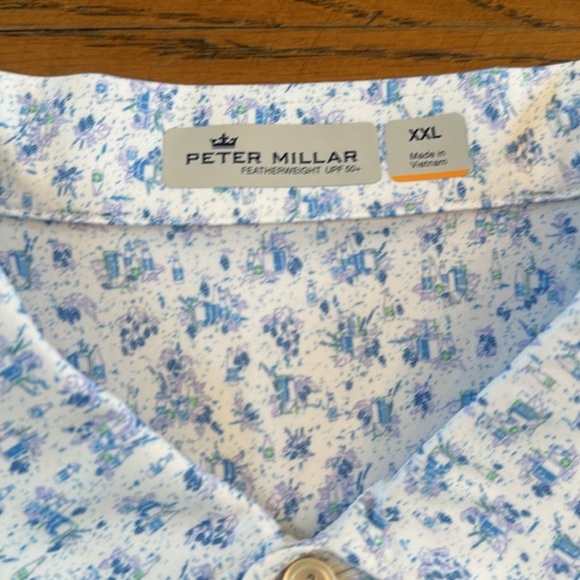 PETER MILLAR
FEATHERWEIGHT UPF 50+
XXL
Made in
Vietnam